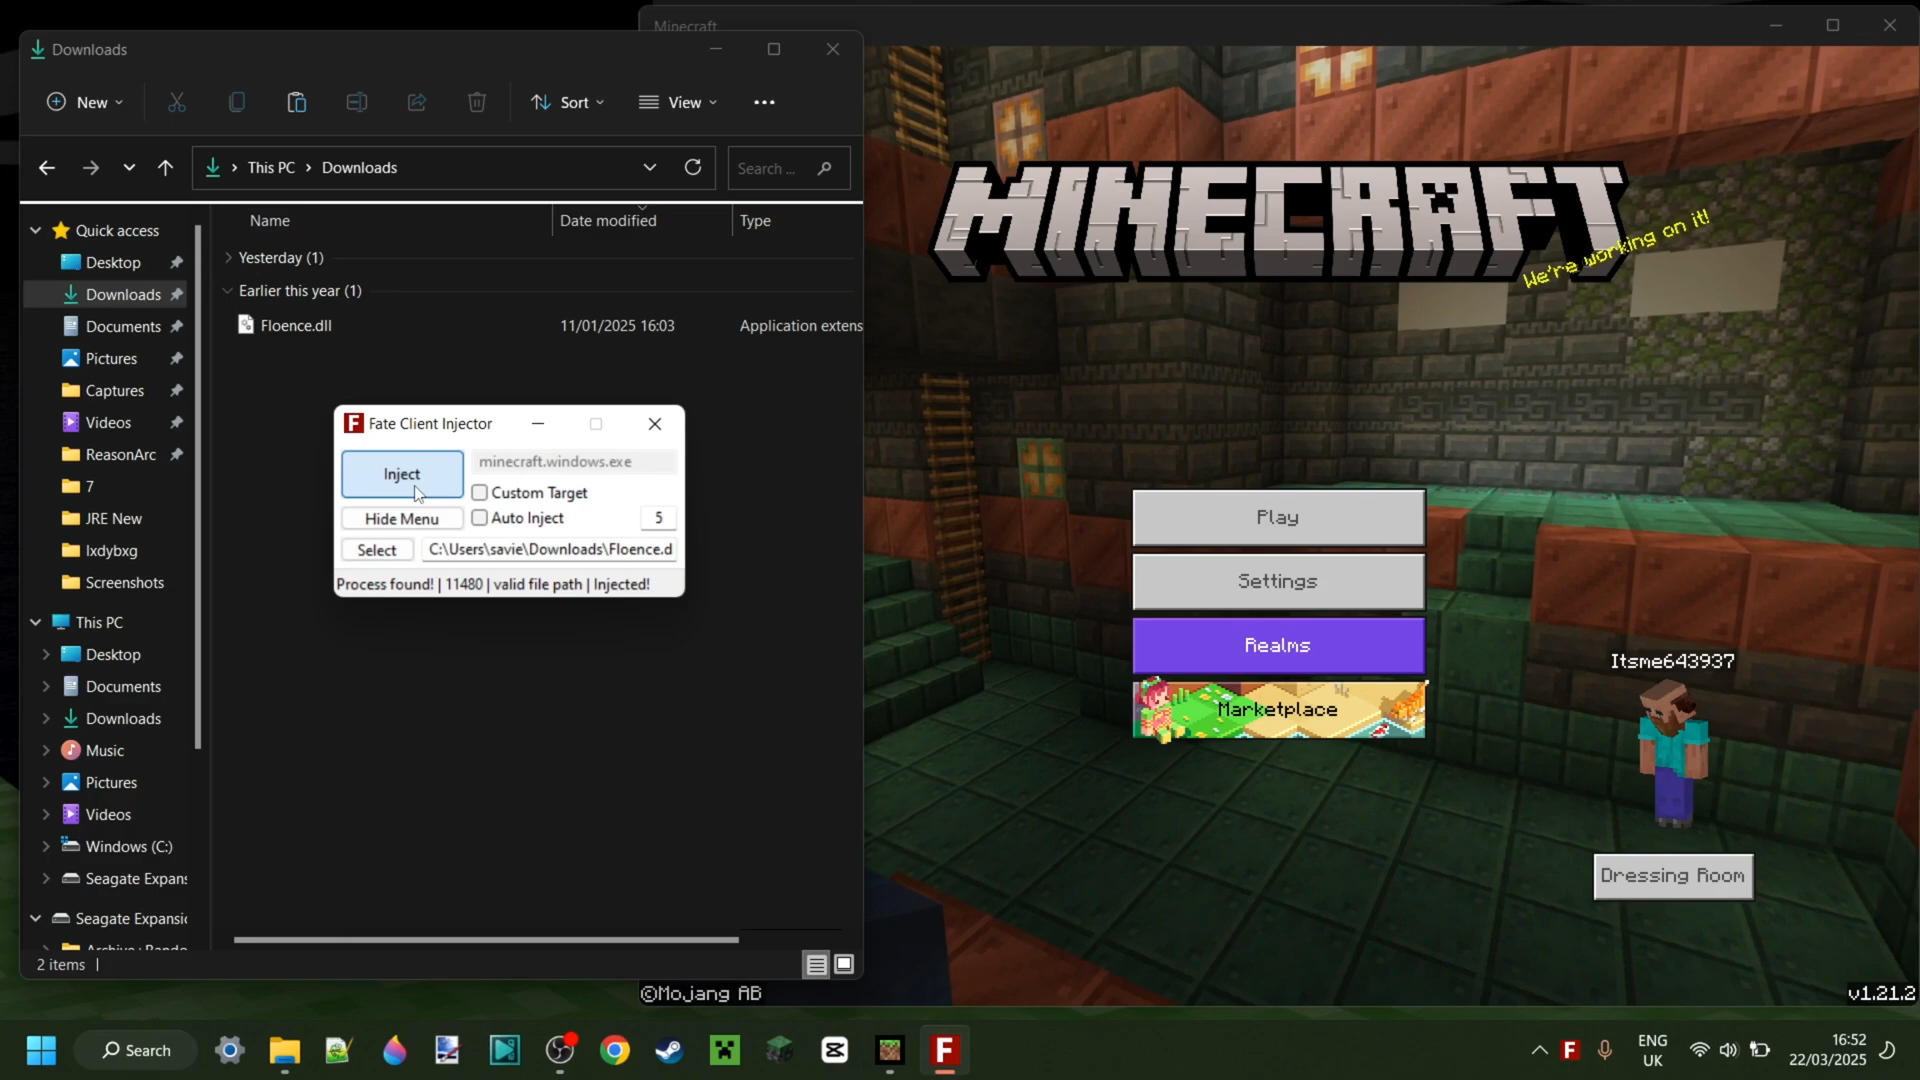 Minecraft
Downloads
New
Sort
View
This PC
Downloads
Search ...
Name
Date modified
Type
Quick access
Desktop
Downloads
Documents
Pictures
Captures
Videos
ReasonArc
7
JRE New
lxdybxg
Screenshots
This PC
Desktop
Documents
Downloads
Music
Pictures
Videos
Windows (C:)
Seagate Expans
Seagate Expansic
Yesterday (1)
Earlier this year (1)
Floence.dll
11/01/2025 16:03
Application extens
2 items
F Fate Client Injector
Inject
minecraft.windows.exe
Custom Target
Hide Menu
Auto Inject
5
Select
C:\Users\savie\Downloads\Floence.d
Process found! | 11480 | valid file path | Injected!
MINECRAFT
We're working on it!
Play
Settings
Realms
Marketplace
Itsme643937
Dressing Room
©Mojang AB
v1.21.2
Search
F
F
ENG
UK
16:52
22/03/2025